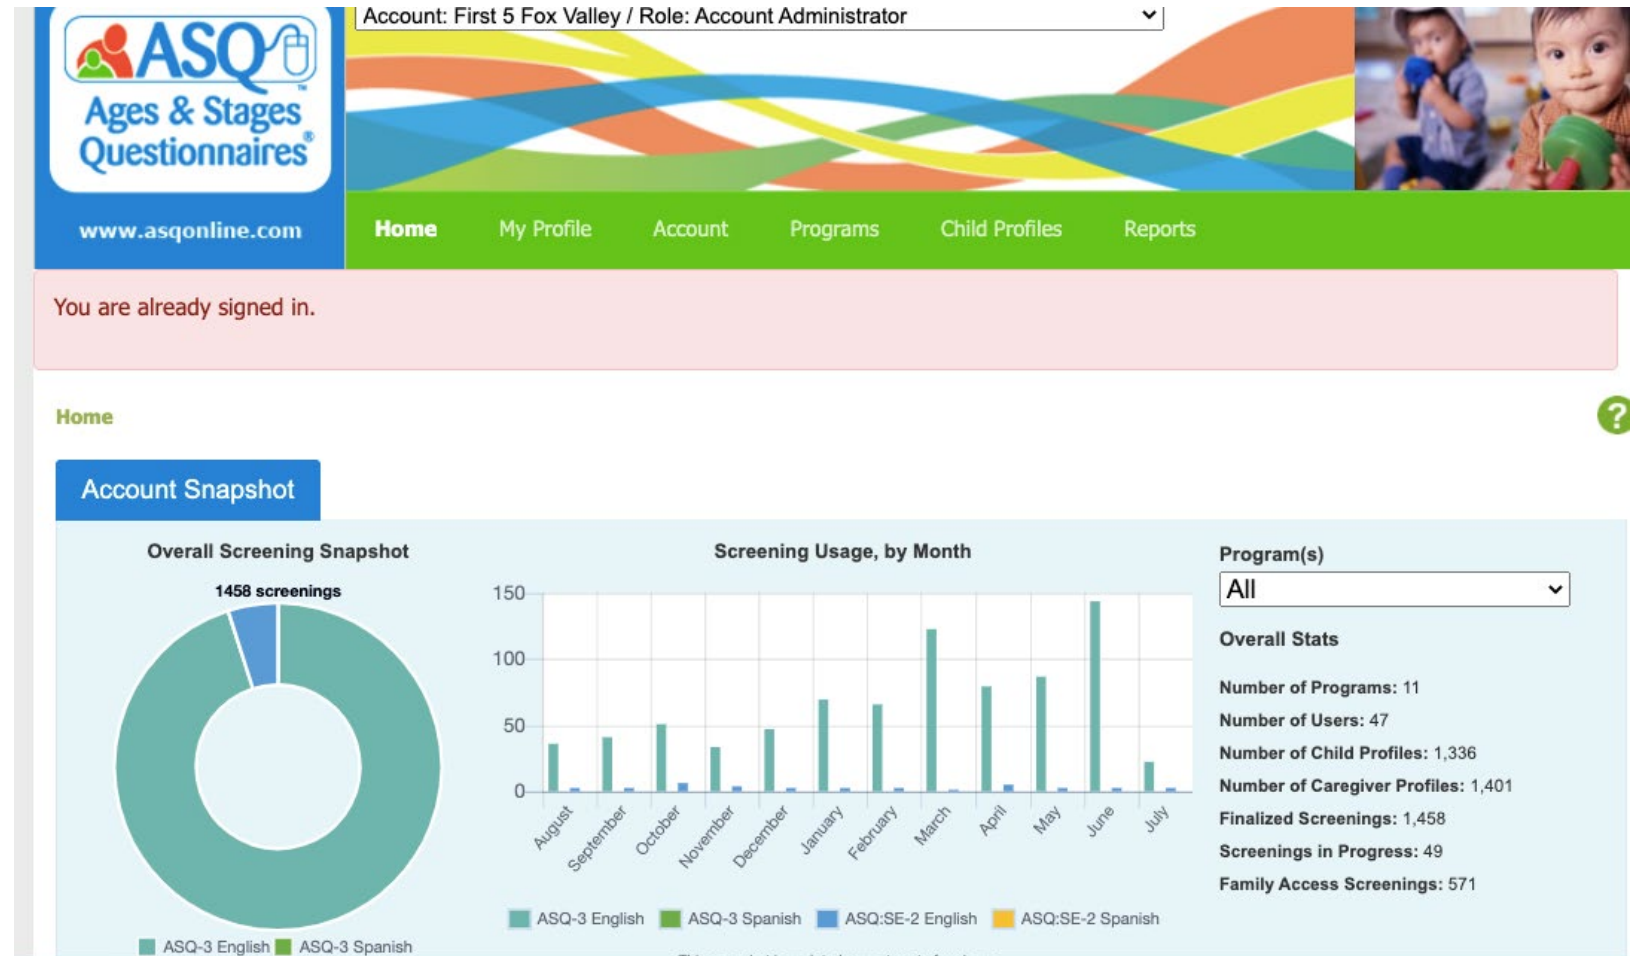 Account: First 5 Fox Valley / Role: Account Administrator
ASQ™
Ages & Stages
Questionnaires®
www.asqonline.com
Home My Profile Account Programs Child Profiles Reports
You are already signed in.
Home
?
Account Snapshot
Overall Screening Snapshot
1458 screenings
ASQ-3 English ASQ-3 Spanish
Screening Usage, by Month
150
100
50
0
August September October November December January February March April May June July
ASQ-3 English ASQ-3 Spanish ASQ:SE-2 English ASQ:SE-2 Spanish
Program(s)
All
Overall Stats
Number of Programs: 11
Number of Users: 47
Number of Child Profiles: 1,336
Number of Caregiver Profiles: 1,401
Finalized Screenings: 1,458
Screenings in Progress: 49
Family Access Screenings: 571